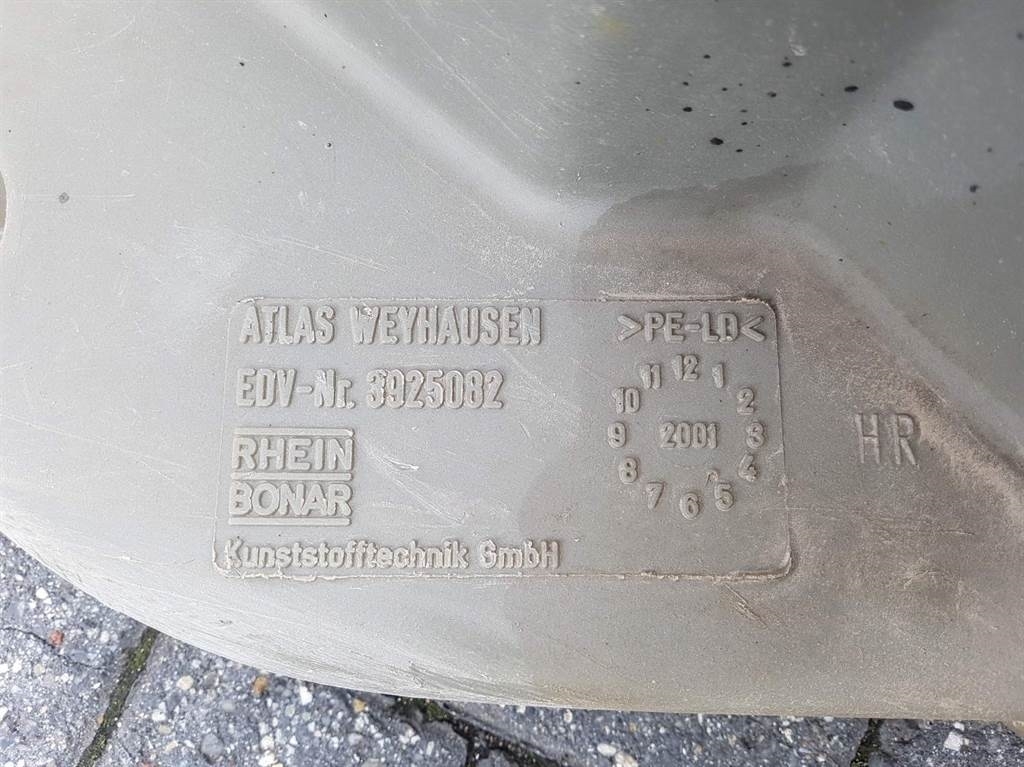 ATLAS WEYHAUSEN
EDV-Nr. 3925082
RHEIN
BONAR
Kunststofftechnik GmbH
>PE-LD<
12 1 2 3 4 5 6 7 8 9 10 11
2001
HR